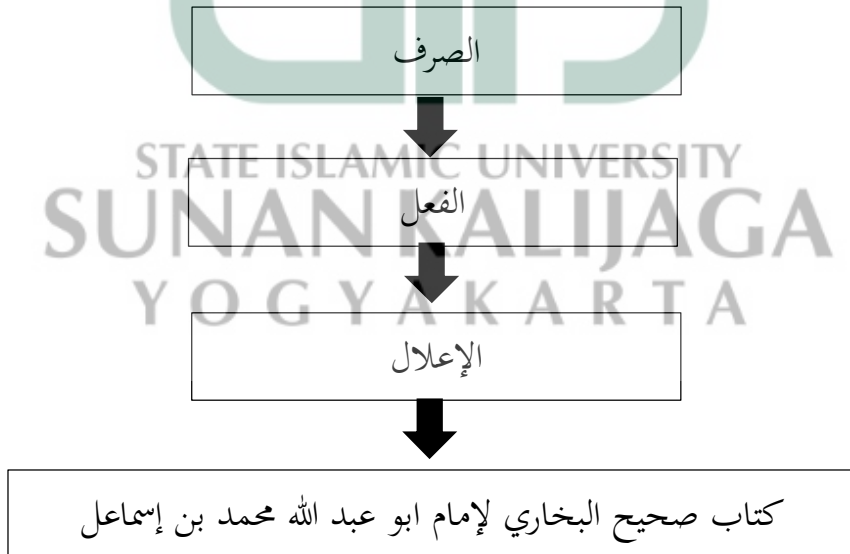 الصرف
STATE ISLAMIC UNIVERSITY
الفعل
SUNAN KALIJAGA
YOGYAKARTA
الإعلال
كتاب صحيح البخاري لإمام ابو عبد الله محمد بن إسماعل